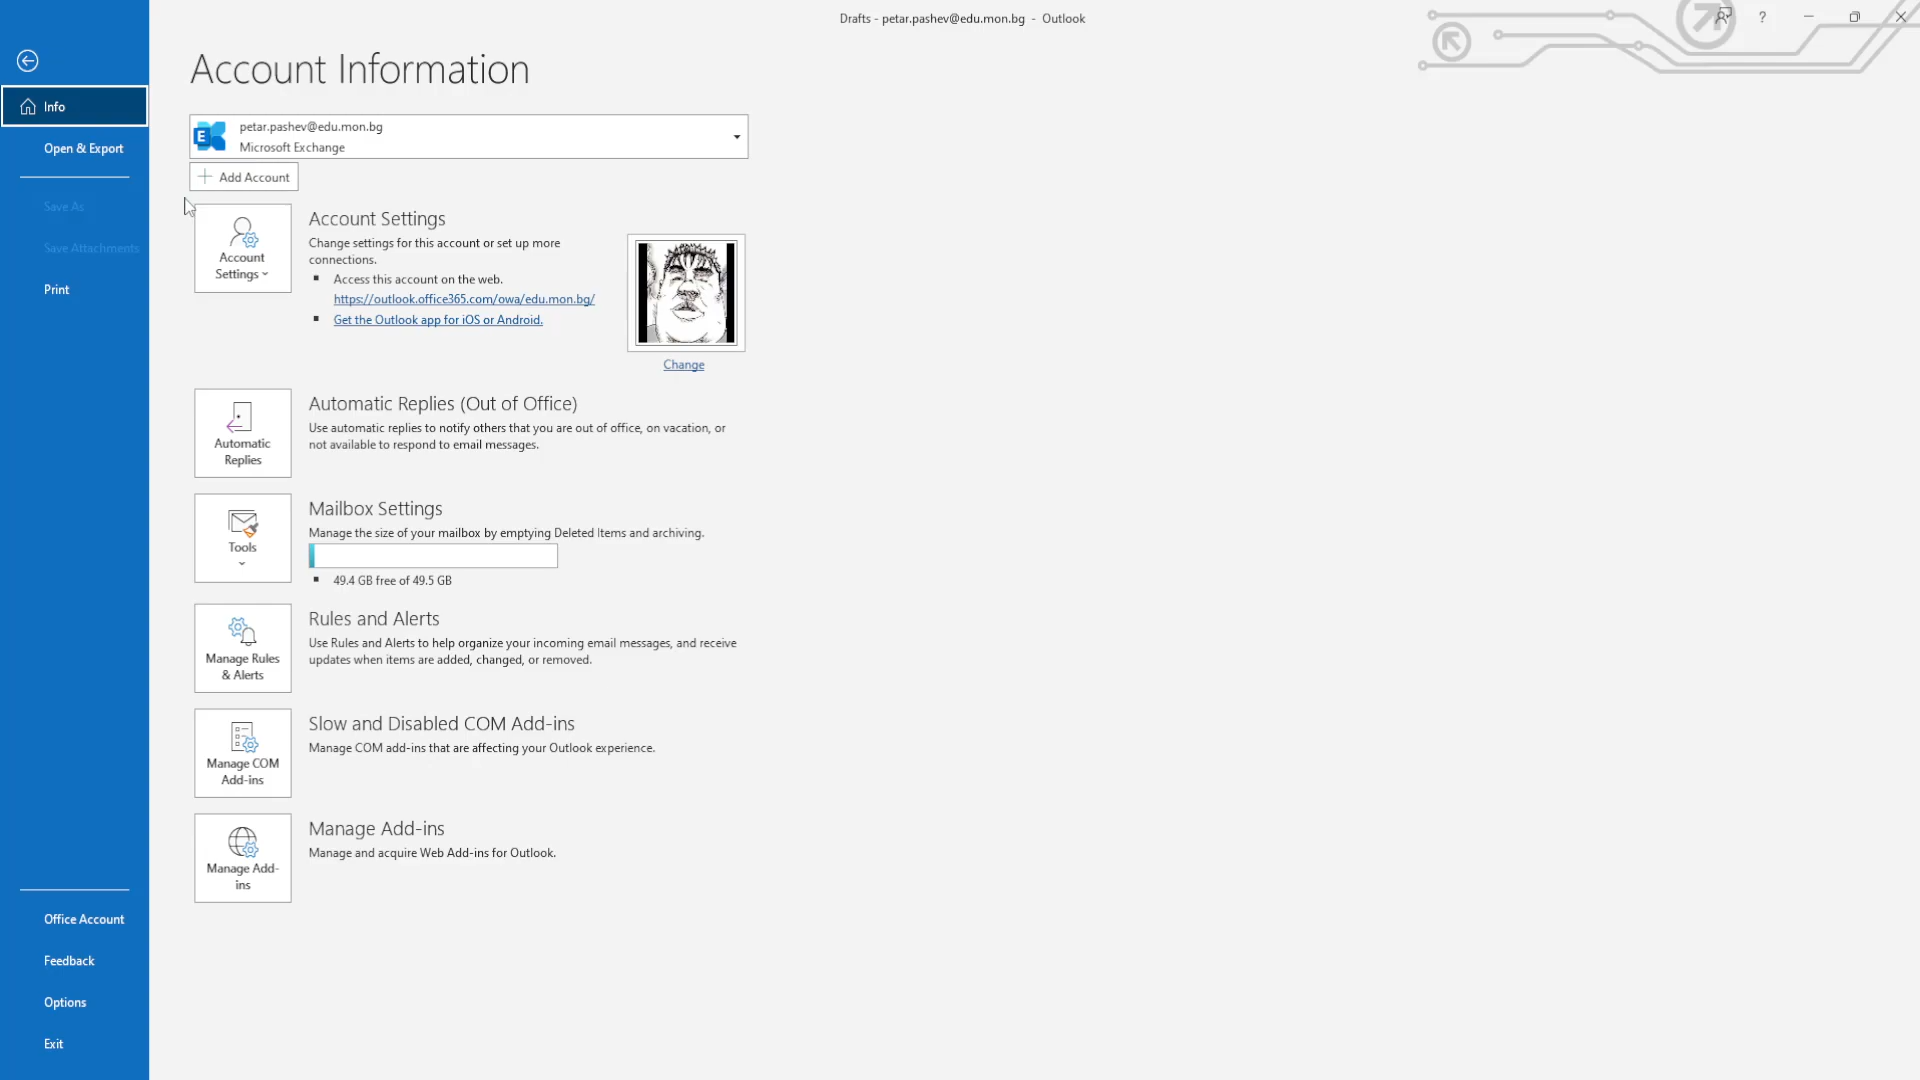 Drafts - petar.pashev@edu.mon.bg - Outlook
?
Account Information
Info
Open & Export
Save As
Save Attachments
Print
Office Account
Feedback
Options
Exit
E
petar.pashev@edu.mon.bg
Microsoft Exchange
Add Account
Account
Settings
Account Settings
Change settings for this account or set up more
connections.
Access this account on the web.
https://outlook.office365.com/owa/edu.mon.bg/
Get the Outlook app for iOS or Android.
Change
Automatic
Replies
Automatic Replies (Out of Office)
Use automatic replies to notify others that you are out of office, on vacation, or
not available to respond to email messages.
Tools
Mailbox Settings
Manage the size of your mailbox by emptying Deleted Items and archiving.
49.4 GB free of 49.5 GB
Manage Rules
& Alerts
Rules and Alerts
Use Rules and Alerts to help organize your incoming email messages, and receive
updates when items are added, changed, or removed.
Manage COM
Add-ins
Slow and Disabled COM Add-ins
Manage COM add-ins that are affecting your Outlook experience.
Manage Add-
ins
Manage Add-ins
Manage and acquire Web Add-ins for Outlook.